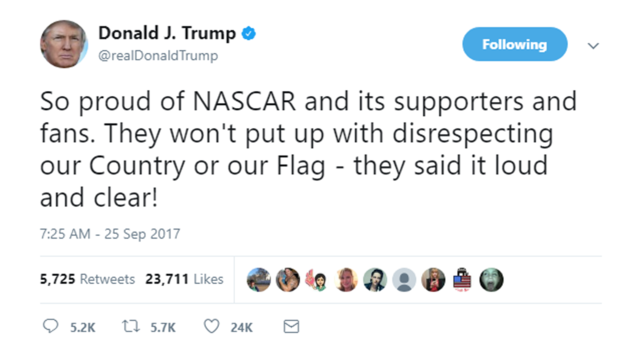 Donald J. Trump
@realDonaldTrump
Following
So proud of NASCAR and its supporters and
fans. They won't put up with disrespecting
our Country or our Flag - they said it loud
and clear!
7:25 AM - 25 Sep 2017
5,725 Retweets 23,711 Likes
5.2K 5.7K 24K